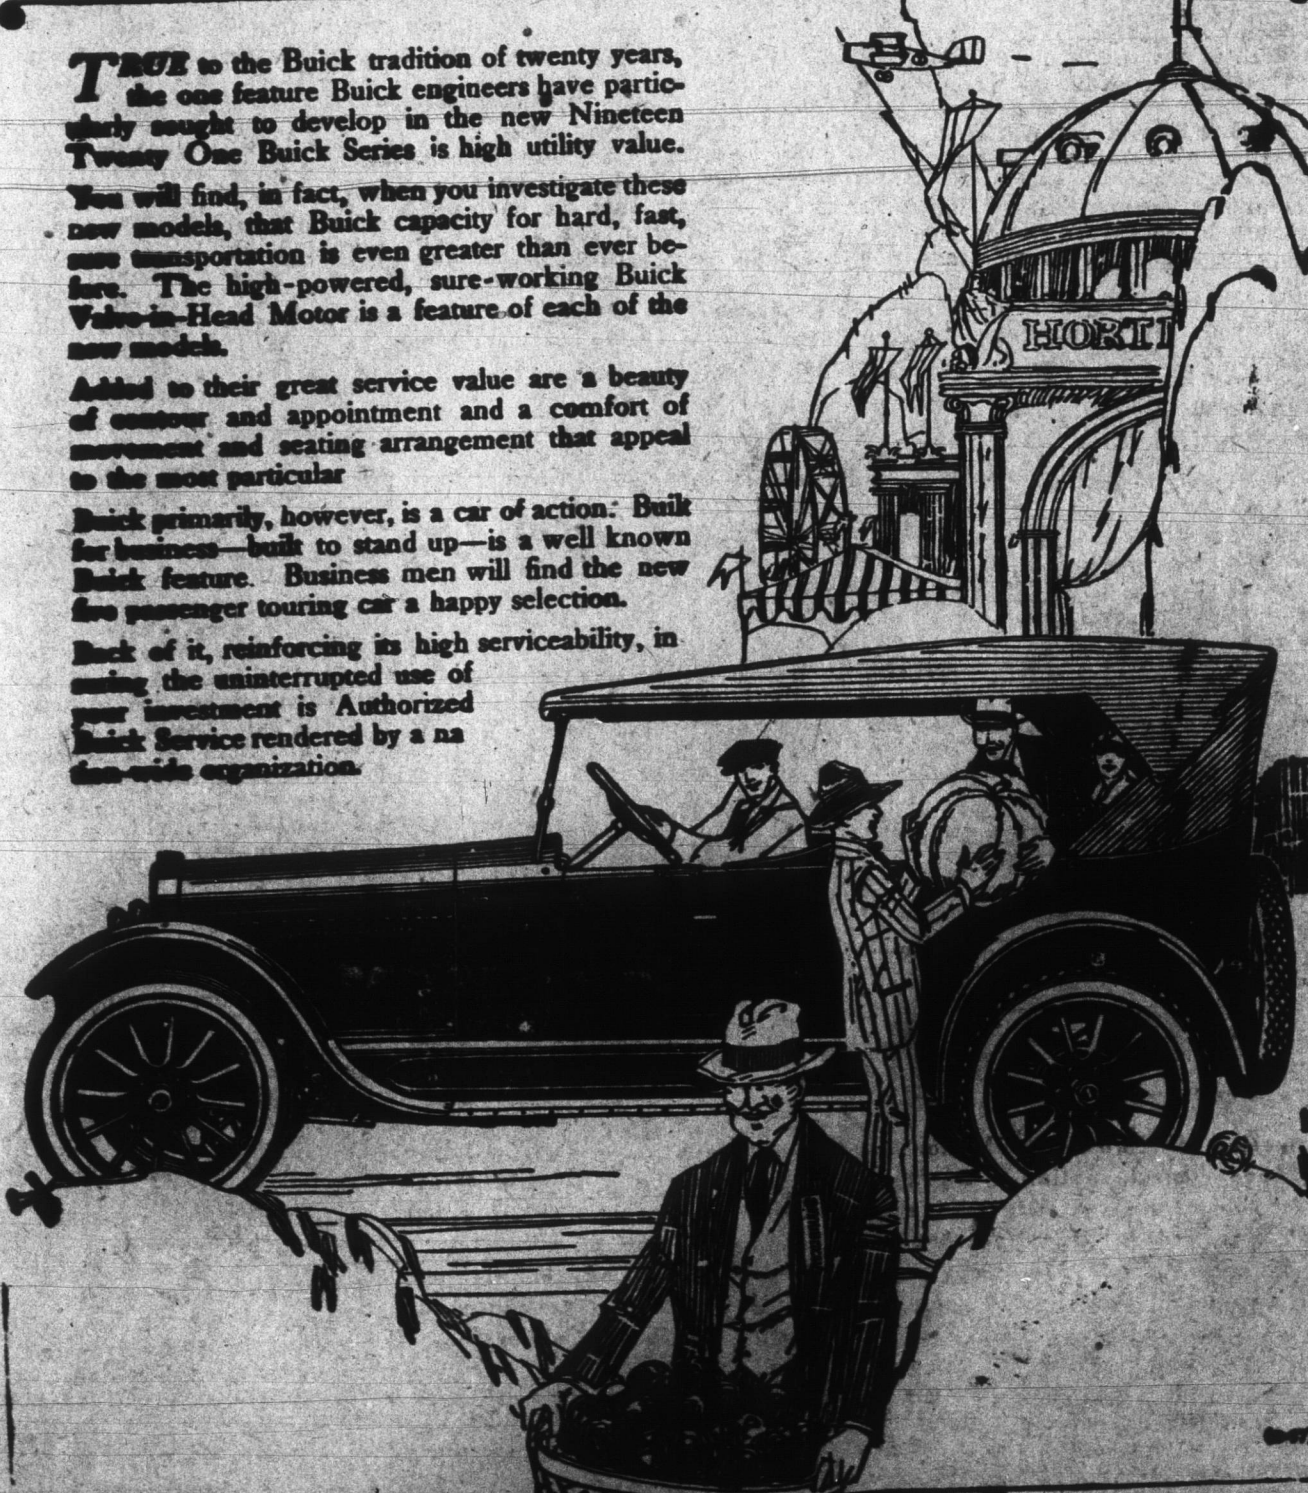 TRUE to the Buick tradition of twenty years,
the one feature Buick engineers have partic-
ularly sought to develop in the new Nineteen
Twenty One Buick Series is high utility value.
You will find, in fact, when you investigate these
new models, that Buick capacity for hard, fast,
sure transportation is even greater than ever be-
fore. The high-powered, sure-working Buick
Valve-in-Head Motor is a feature of each of the
new models.
Added to their great service value are a beauty
of contour and appointment and a comfort of
movement and seating arrangement that appeal
to the most particular
Buick primarily, however, is a car of action. Built
for business—built to stand up—is a well known
Buick feature. Business men will find the new
five passenger touring car a happy selection.
Back of it, reinforcing its high serviceability, in
suring the uninterrupted use of
your investment is Authorized
Buick Service rendered by a na
tion-wide organization.
HORTI